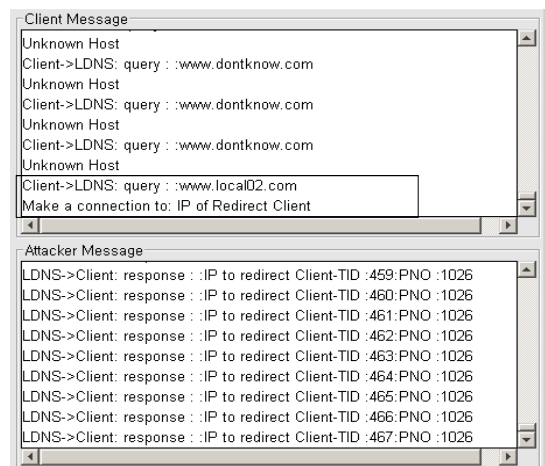 Client Message
Unknown Host
Client->LDNS: query : :www.dontknow.com
Unknown Host
Client->LDNS: query : :www.dontknow.com
Unknown Host
Client->LDNS: query : :www.dontknow.com
Unknown Host
Client->LDNS: query : :www.local02.com
Make a connection to: IP of Redirect Client
Attacker Message
LDNS->Client: response : :IP to redirect Client-TID :459:PNO :1026
LDNS->Client: response : :IP to redirect Client-TID :460:PNO :1026
LDNS->Client: response : :IP to redirect Client-TID :461:PNO :1026
LDNS->Client: response : :IP to redirect Client-TID :462:PNO :1026
LDNS->Client: response : :IP to redirect Client-TID :463:PNO :1026
LDNS->Client: response : :IP to redirect Client-TID :464:PNO :1026
LDNS->Client: response : :IP to redirect Client-TID :465:PNO :1026
LDNS->Client: response : :IP to redirect Client-TID :466:PNO :1026
LDNS->Client: response : :IP to redirect Client-TID :467:PNO :1026